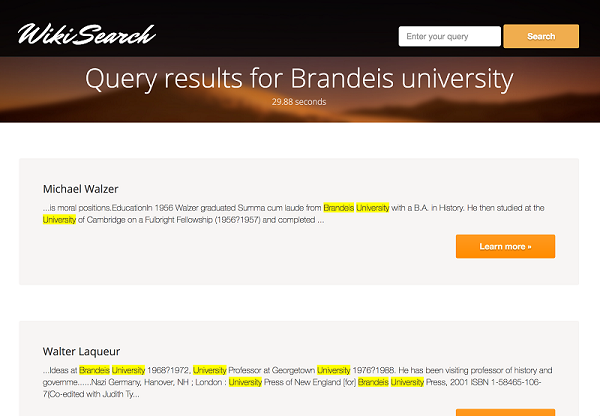 WikiSearch
Enter your query
Search
Query results for Brandeis university
29.88 seconds
Michael Walzer
...is moral positions.EducationIn 1956 Walzer graduated Summa cum laude from Brandeis University with a B.A. in History. He then studied at the
University of Cambridge on a Fulbright Fellowship (1956?1957) and completed ...
Learn more »
Walter Laqueur
...Ideas at Brandeis University 1968?1972, University Professor at Georgetown University 1976?1988. He has been visiting professor of history and
governme......Nazi Germany, Hanover, NH ; London : University Press of New England [for] Brandeis University Press, 2001 ISBN 1-58465-106-
7(Co-edited with Judith Ty...